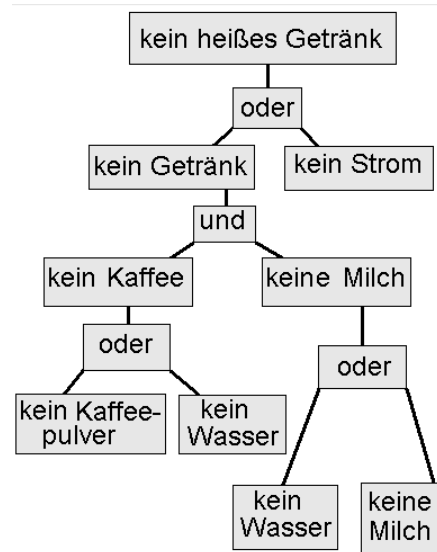 kein heißes Getränk
oder
kein Getränk
kein Strom
und
kein Kaffee
keine Milch
oder
oder
kein Kaffee-
pulver
kein
Wasser
kein
Wasser
keine
Milch